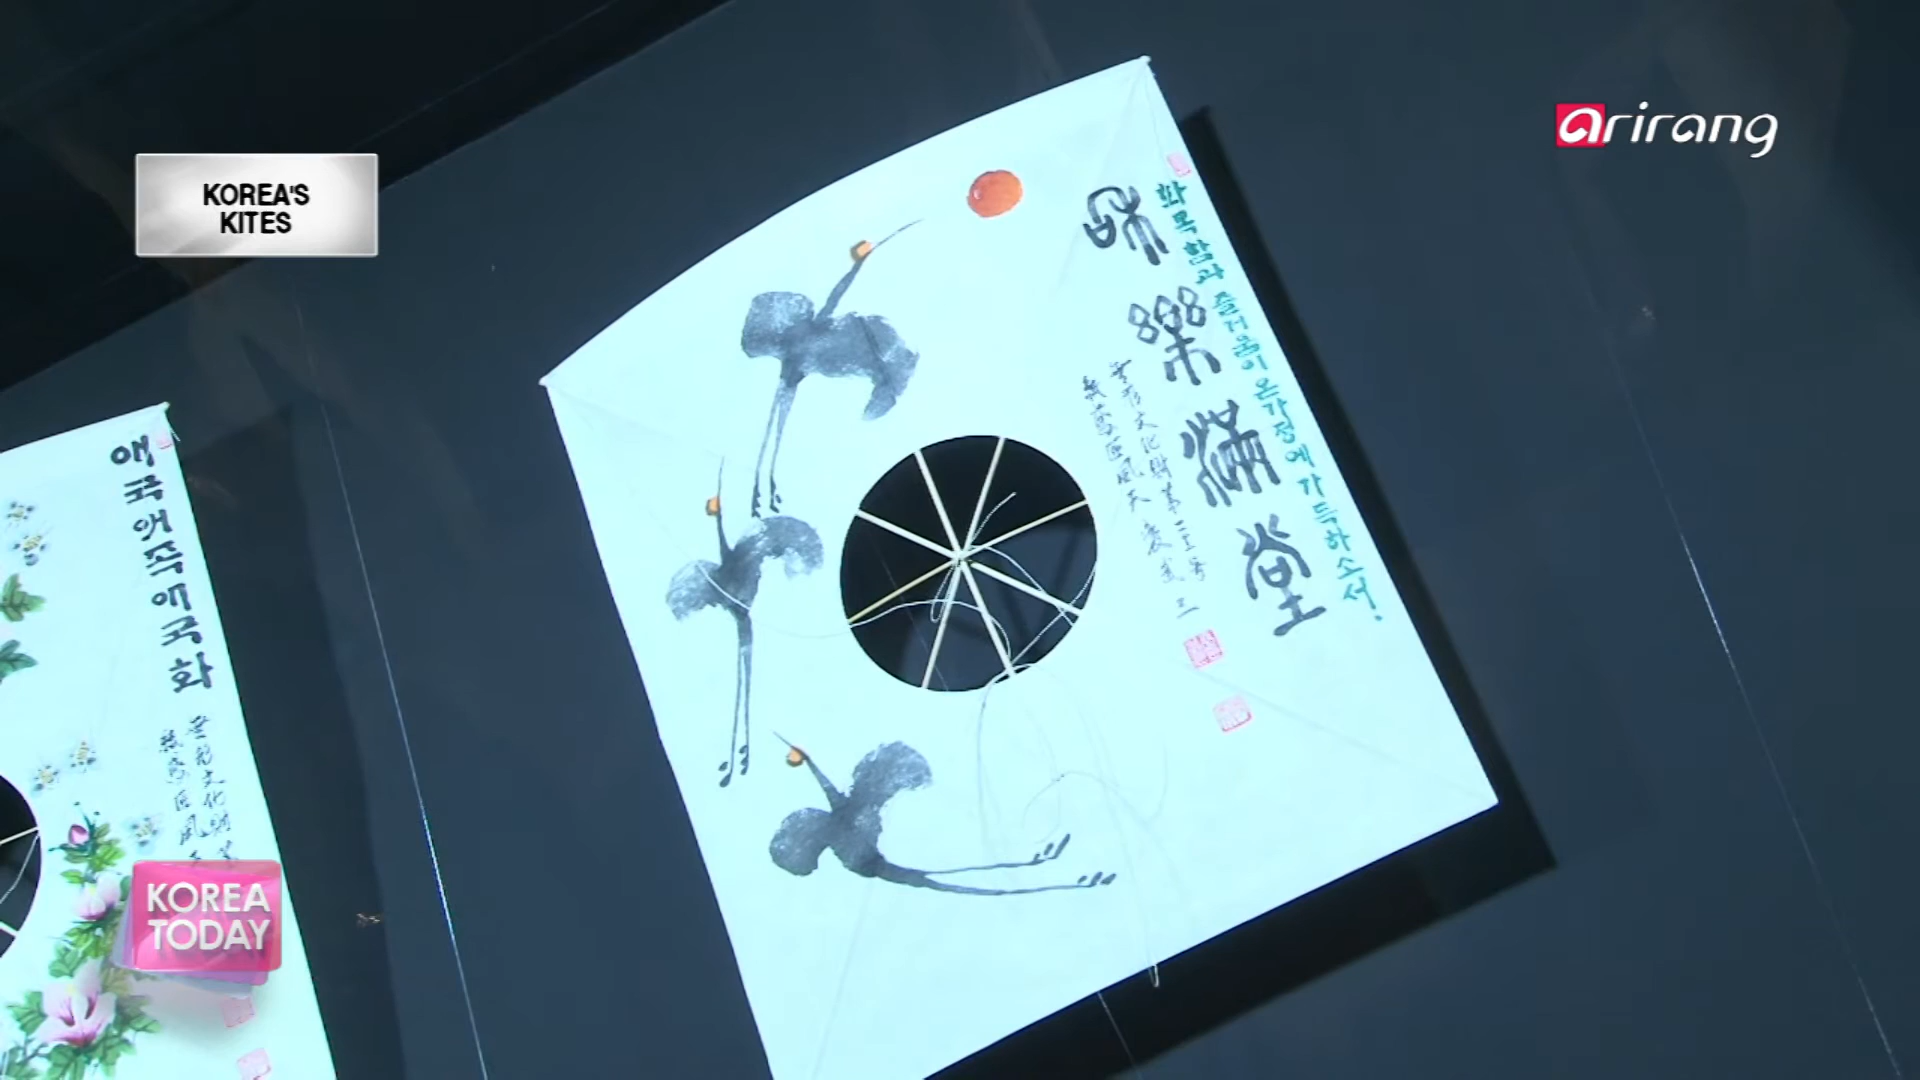 KOREA'S
KITES
arirang
화목함과 즐거움이 온가정에 가득하소서!
和樂滿堂
애국애족애국화
KOREA
TODAY